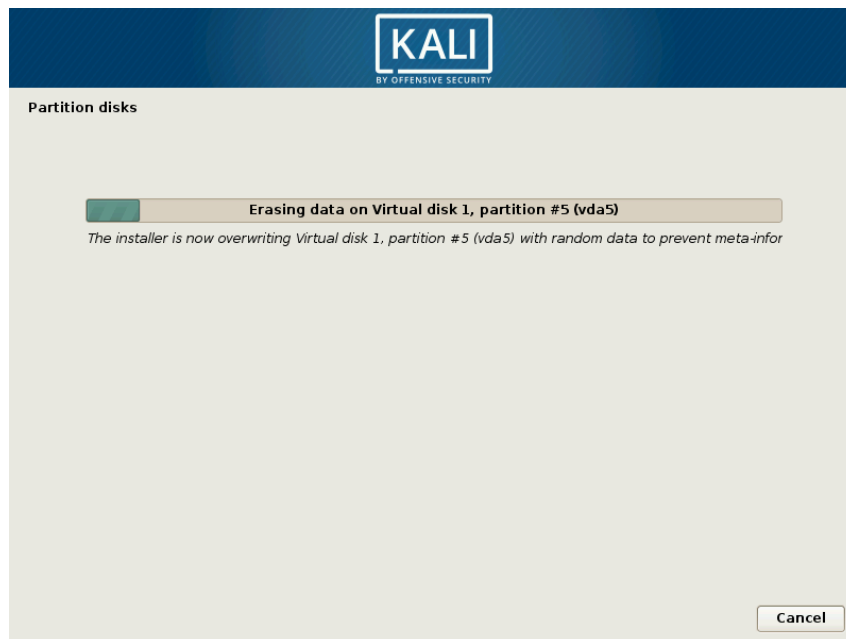 KALI
BY OFFENSIVE SECURITY
Partition disks
Erasing data on Virtual disk 1, partition #5 (vda5)
The installer is now overwriting Virtual disk 1, partition #5 (vda5) with random data to prevent meta-infor
Cancel